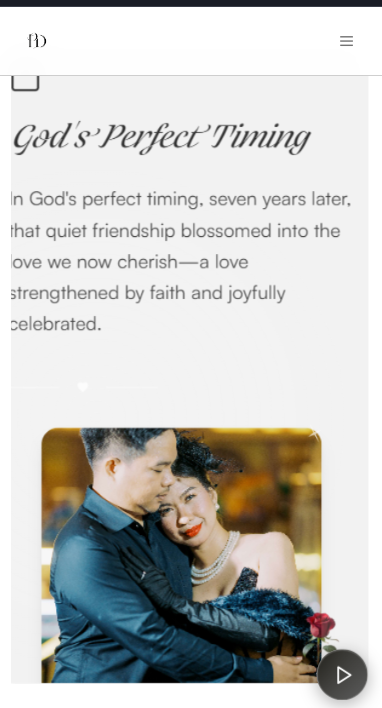 God's Perfect Timing
In God's perfect timing, seven years later,
that quiet friendship blossomed into the
love we now cherish—a love
strengthened by faith and joyfully
celebrated.